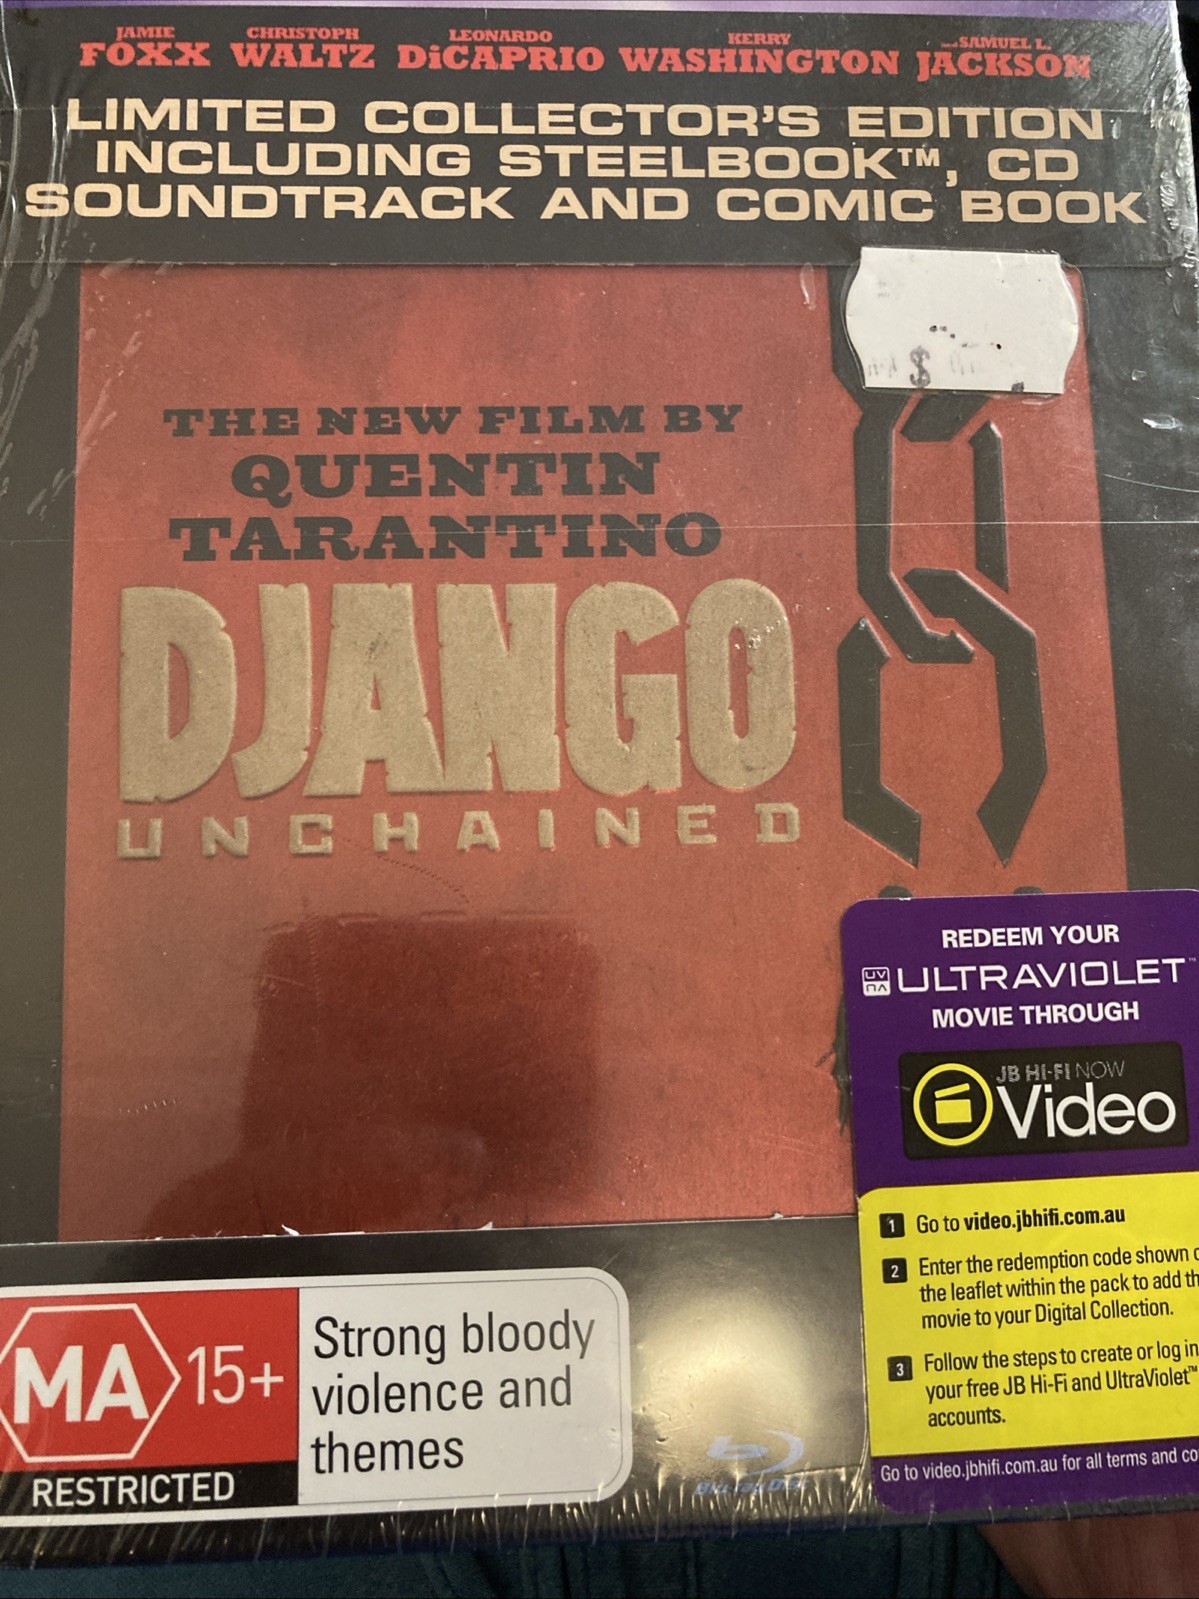 JAMIE FOXX CHRISTOPH WALTZ LEONARDO DiCAPRIO KERRY WASHINGTON AND SAMUEL L. JACKSON
LIMITED COLLECTOR'S EDITION
INCLUDING STEELBOOK™, CD
SOUNDTRACK AND COMIC BOOK
$
THE NEW FILM BY
QUENTIN
TARANTINO
DJANGO
UNCHAINED
REDEEM YOUR
UV ULTRAVIOLET™
MOVIE THROUGH
JB HI-FI NOW
Video
1 Go to video.jbhifi.com.au
2 Enter the redemption code shown
the leaflet within the pack to add
movie to your Digital Collection.
3 Follow the steps to create or log in
your free JB Hi-Fi and UltraViolet™
accounts.
Go to video.jbhifi.com.au for all terms and
MA 15+
RESTRICTED
Strong bloody
violence and
themes
Blu-ray Disc